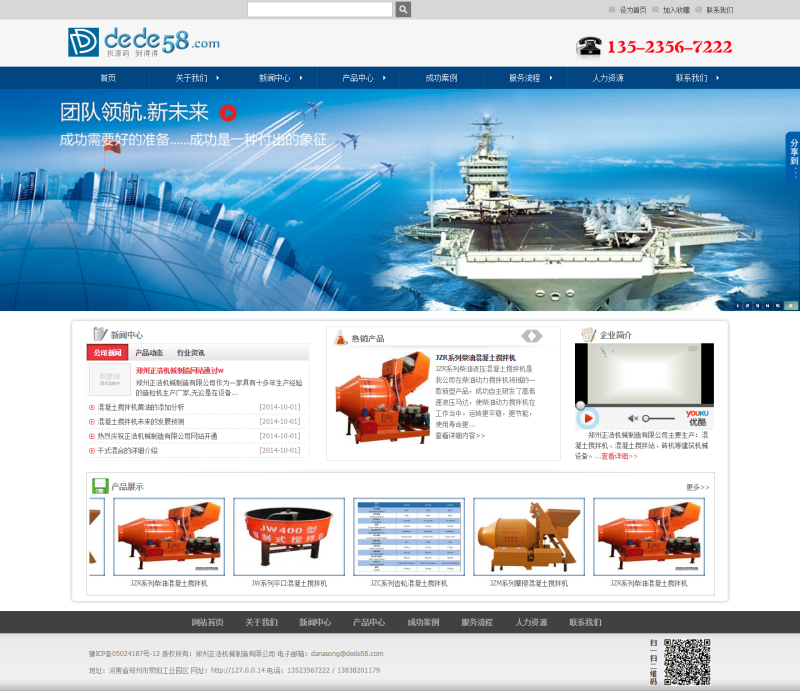 设为首页 加入收藏 联系我们
dede58.com
找源码 到得得
135-2356-7222
首页 关于我们 新闻中心 产品中心 成功案例 服务流程 人力资源 联系我们
团队领航.新未来
成功需要好的准备......成功是一种付出的象征
分享到
1 2 3 4 5 6
新闻中心
公司新闻 产品动态 行业资讯
织梦58
郑州正浩机械制造网站通过w
郑州正浩机械制造有限公司作为一家具有十多年生产经验的造桩机生产厂家,无论是在设备...
混凝土搅拌机黄油的添加分析 [2014-10-01]
混凝土搅拌机未来的发展预测 [2014-10-01]
热烈庆祝正浩机械制造有限公司网站开通 [2014-10-01]
干式混合的详细介绍 [2014-10-01]
热销产品
JZR系列柴油混凝土搅拌机
JZR系列柴油液压混凝土搅拌机是
我公司在柴油动力搅拌机领域的一
款新型产品，成功自主研发了高低
速液压马达，使柴油动力搅拌机在
工作当中，运转更平稳，更节能，
使用寿命更...
查看详细内容>>
企业简介
YOUKU
优酷
郑州正浩机械制造有限公司主要生产：混
凝土搅拌机、混凝土搅拌站、砖机等建筑机械
设备。...查看详细>>
产品展示
更多>>
JW400型
制式搅拌
JZR系列柴油混凝土搅拌机
JW系列平口混凝土搅拌机
JZC系列齿轮混凝土搅拌机
JZM系列摩擦混凝土搅拌机
JZR系列柴油混凝土搅拌机
网站首页 关于我们 新闻中心 产品中心 成功案例 服务流程 人力资源 联系我们
豫ICP备05024187号-12 版权所有：郑州正浩机械制造有限公司 电子邮箱：danasong@dede58.com
地址：河南省郑州市荥阳工业园区 网址：http://127.0.0.14 电话：13523567222 / 13838201179
扫一扫二维码